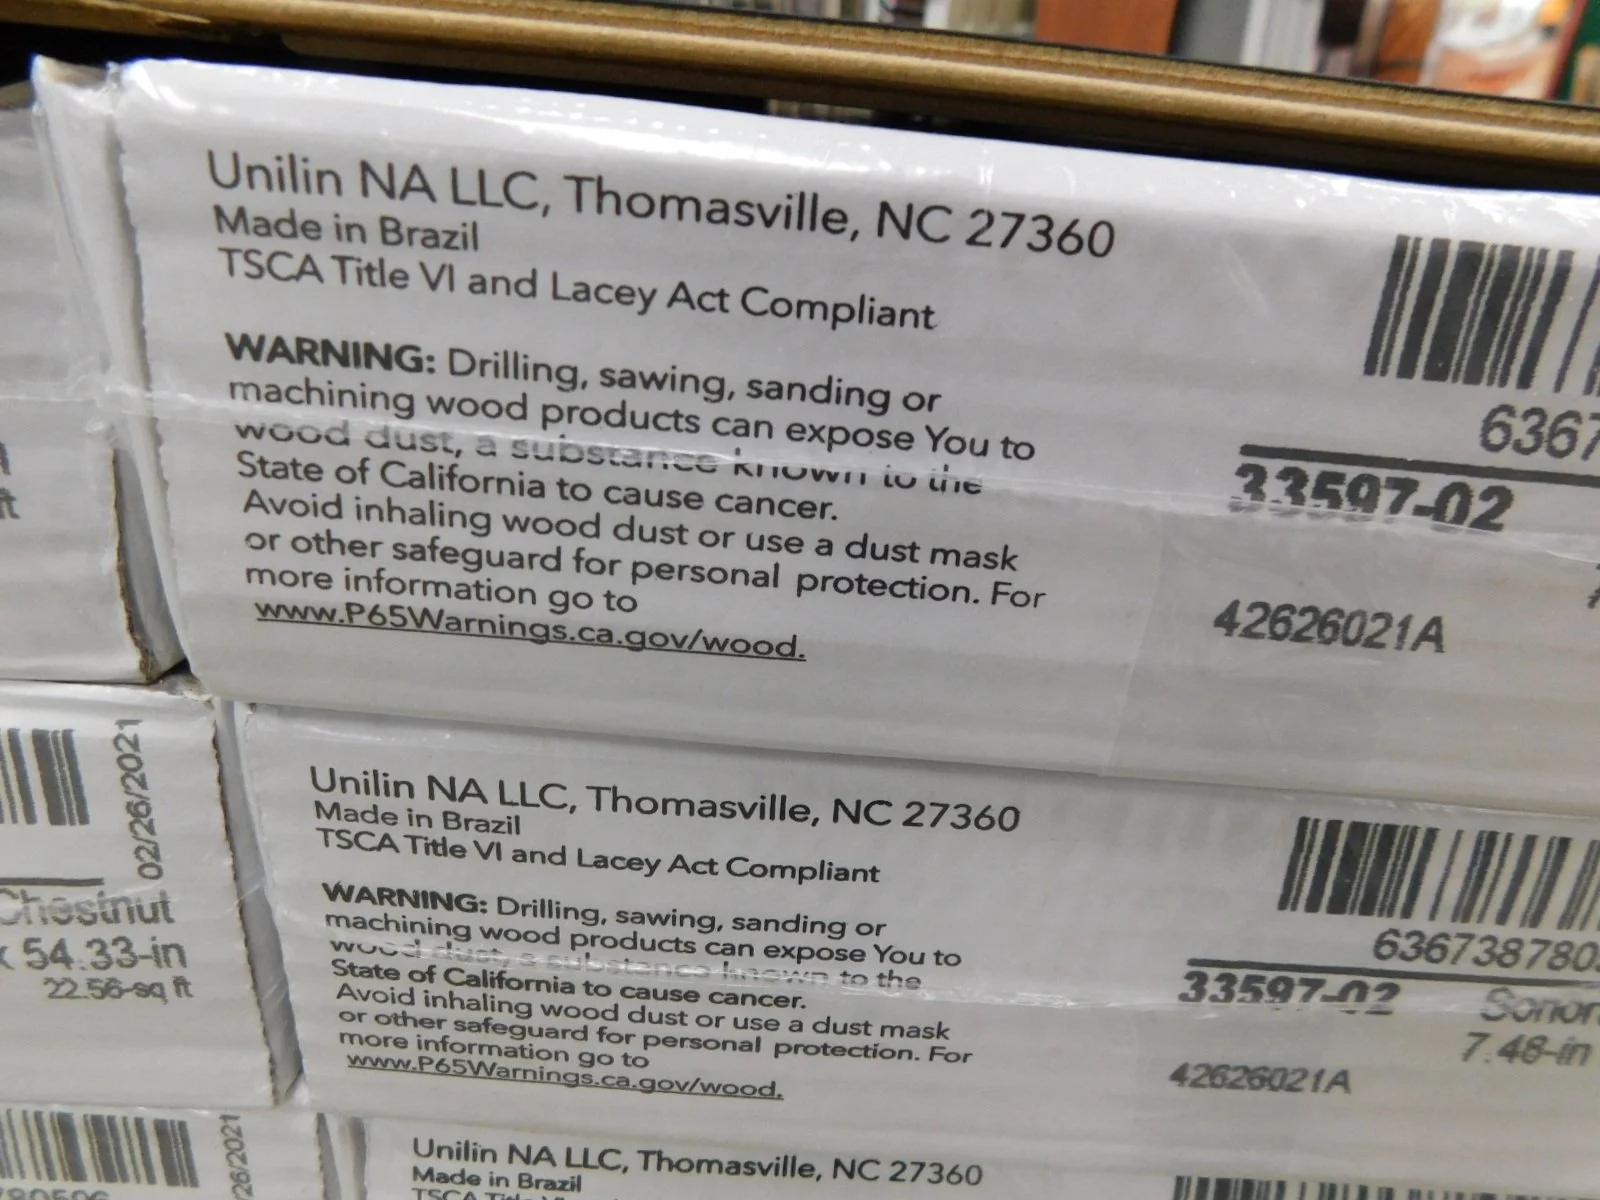 Unilin NA LLC, Thomasville, NC 27360
Made in Brazil
TSCA Title VI and Lacey Act Compliant
WARNING: Drilling, sawing, sanding or
machining wood products can expose You to
wood dust, a substance known to the
State of California to cause cancer.
Avoid inhaling wood dust or use a dust mask
or other safeguard for personal protection. For
more information go to
www.P65Warnings.ca.gov/wood.
6367
33597-02
42626021A
02/26/2021
Chestnut
x 54.33-in
22.56-sq ft
Unilin NA LLC, Thomasville, NC 27360
Made in Brazil
TSCA Title VI and Lacey Act Compliant
WARNING: Drilling, sawing, sanding or
machining wood products can expose You to
wood dust, a substance known to the
State of California to cause cancer.
Avoid inhaling wood dust or use a dust mask
or other safeguard for personal protection. For
more information go to
www.P65Warnings.ca.gov/wood.
636738780
33597-02
7.48-in
42626021A
26/2021
Unilin NA LLC, Thomasville, NC 27360
Made in Brazil